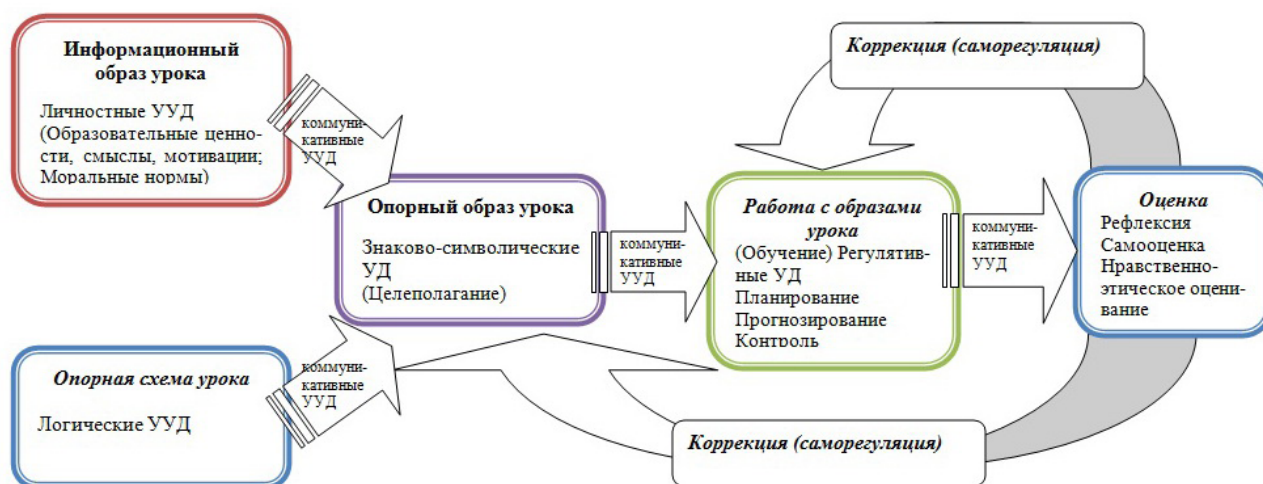 Информационный
образ урока
Личностные УУД
(Образовательные ценно-
сти, смыслы, мотивации;
Моральные нормы)
коммуни-
кативные
УУД
Опорная схема урока
Логические УУД
коммуни-
кативные
УУД
Опорный образ урока
Знаково-символические
УД
(Целеполагание)
коммуни-
кативные
УУД
Коррекция (саморегуляция)
Работа с образами
урока
(Обучение) Регулятив-
ные УД
Планирование
Прогнозирование
Контроль
коммуни-
кативные
УУД
Оценка
Рефлексия
Самооценка
Нравственно-
этическое оцени-
вание
Коррекция (саморегуляция)